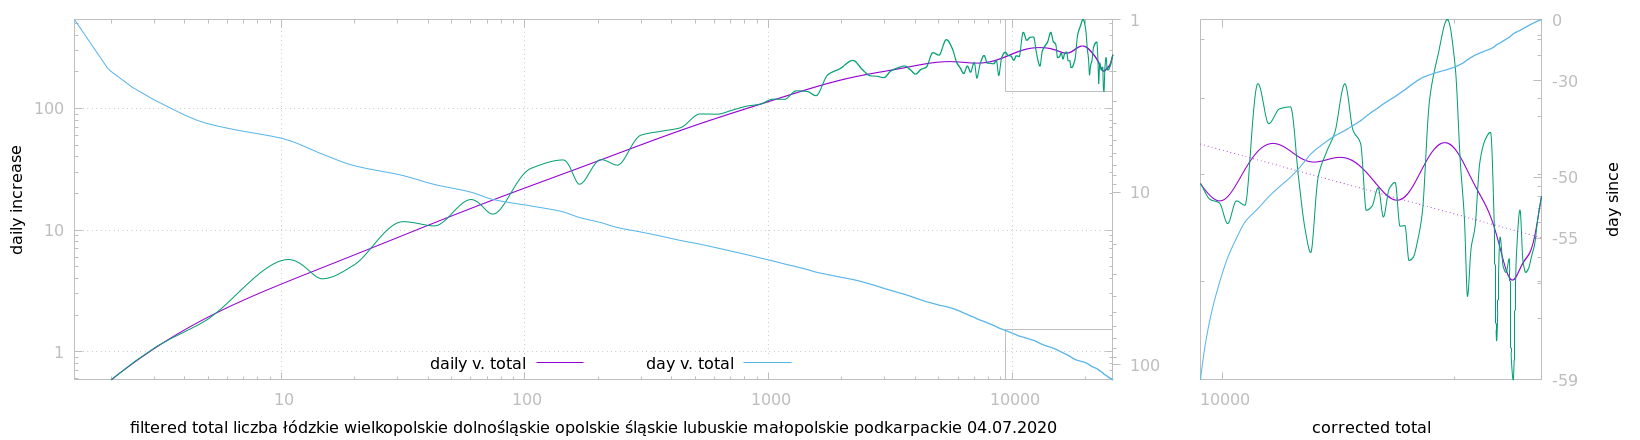 daily increase
100
10
1
10
100
1000
10000
1
10
100
daily v. total
day v. total
filtered total liczba łódzkie wielkopolskie dolnośląskie opolskie śląskie lubuskie małopolskie podkarpackie 04.07.2020
0
-30
-50
-55
-59
day since
10000
corrected total